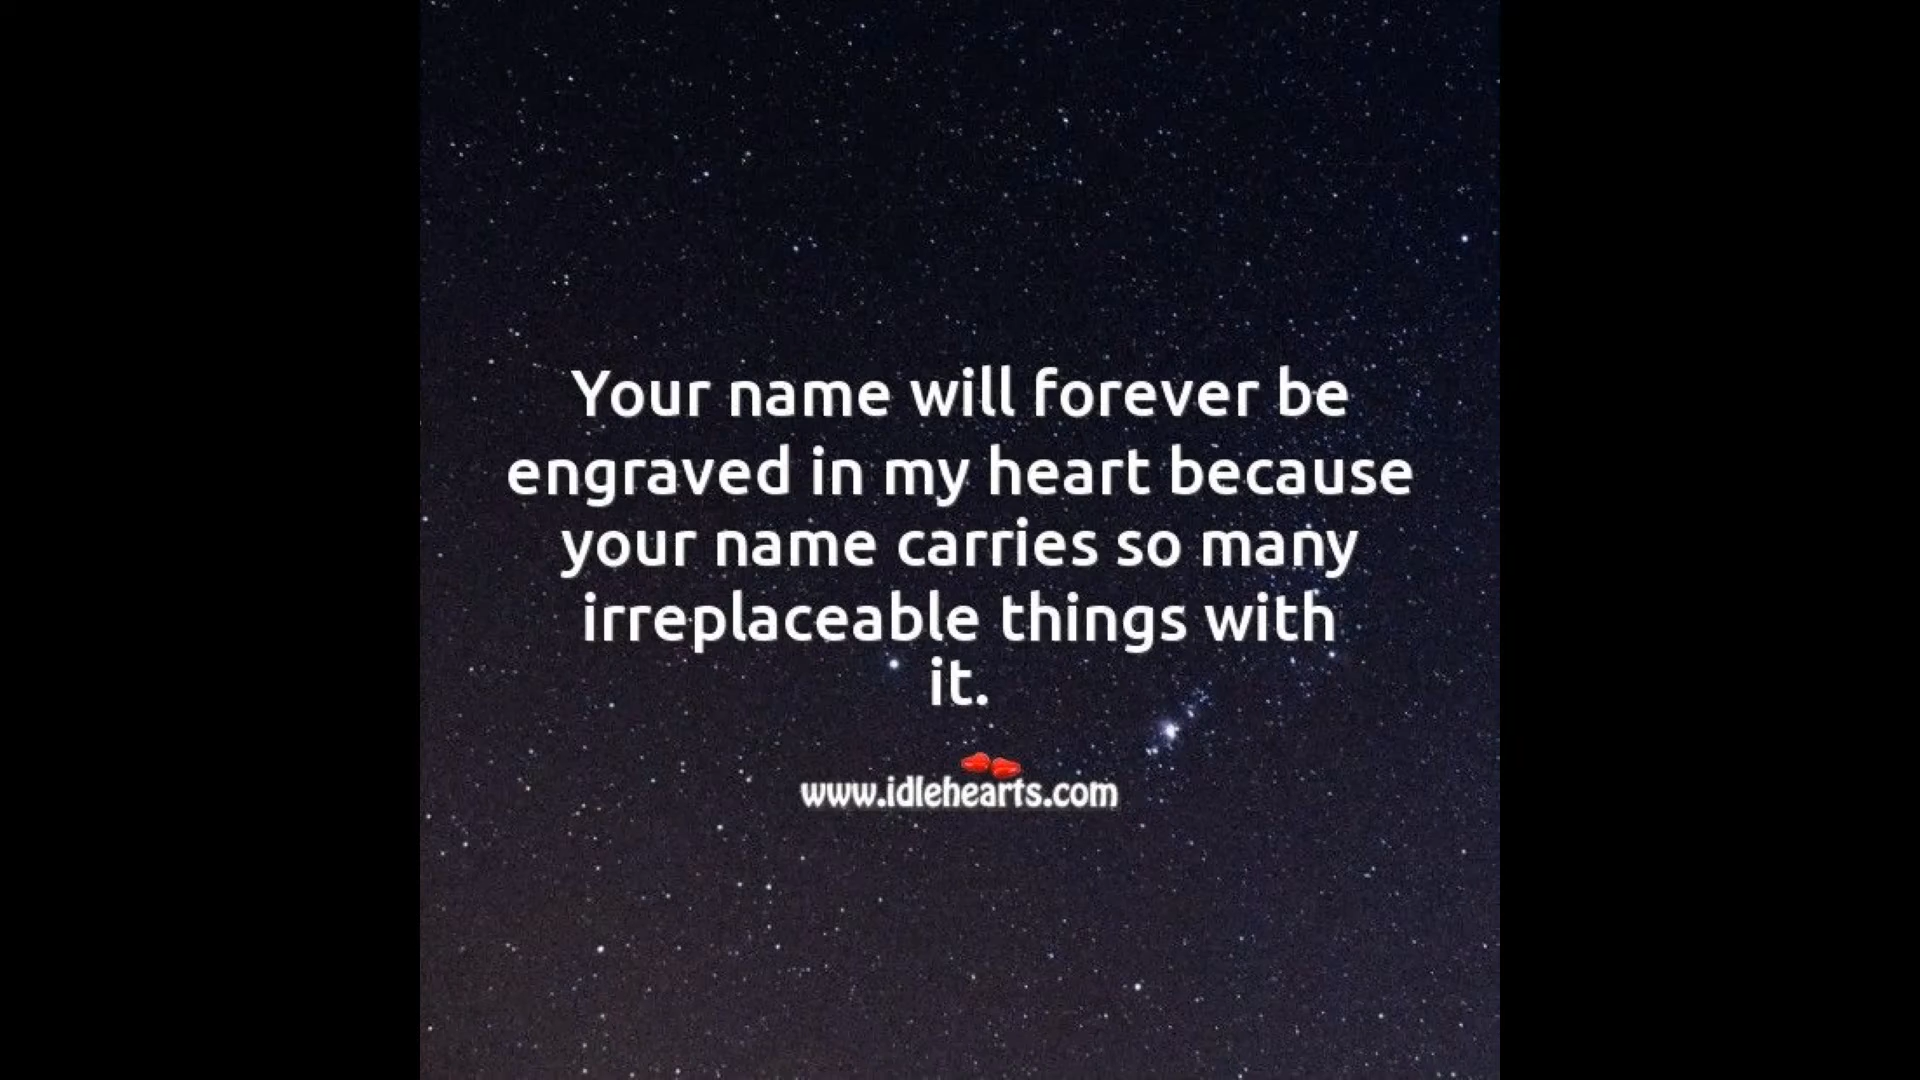 Your name will forever be
engraved in my heart because
your name carries so many
irreplaceable things with
it.
www.idlehearts.com